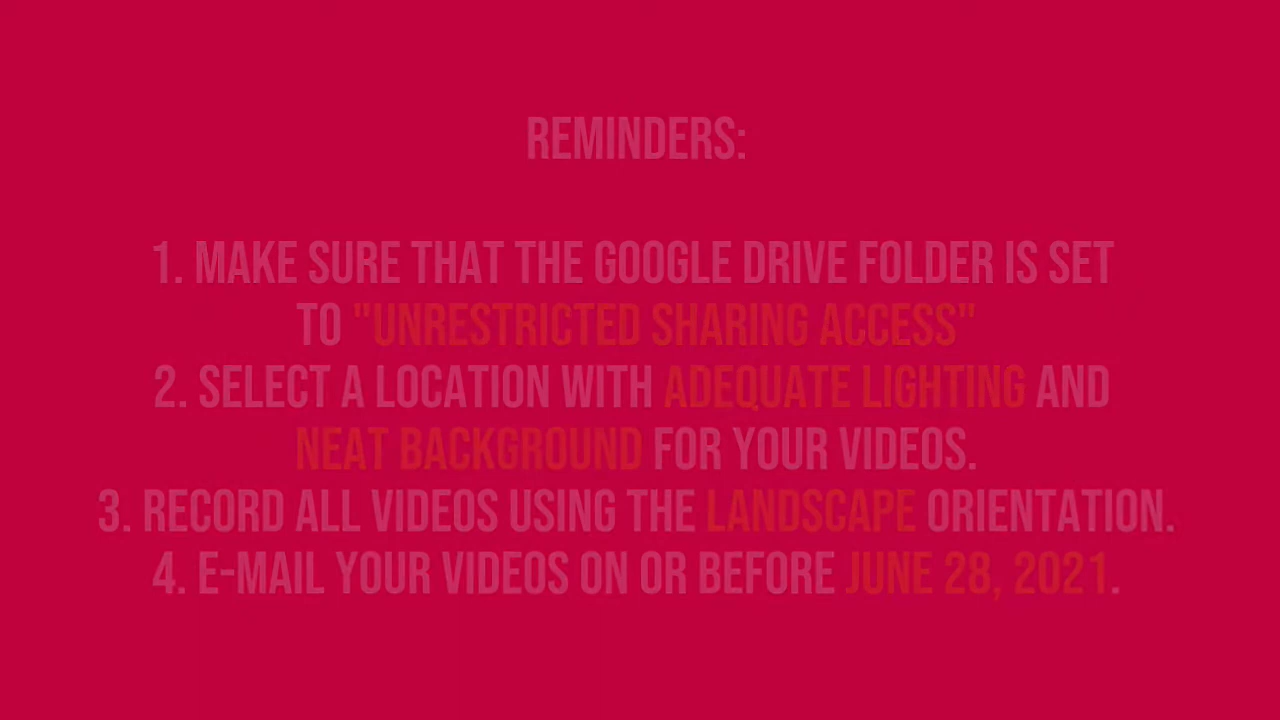 REMINDERS:
1. MAKE SURE THAT THE GOOGLE DRIVE FOLDER IS SET
TO "UNRESTRICTED SHARING ACCESS"
2. SELECT A LOCATION WITH ADEQUATE LIGHTING AND
NEAT BACKGROUND FOR YOUR VIDEOS.
3. RECORD ALL VIDEOS USING THE LANDSCAPE ORIENTATION.
4. E-MAIL YOUR VIDEOS ON OR BEFORE JUNE 28, 2021.